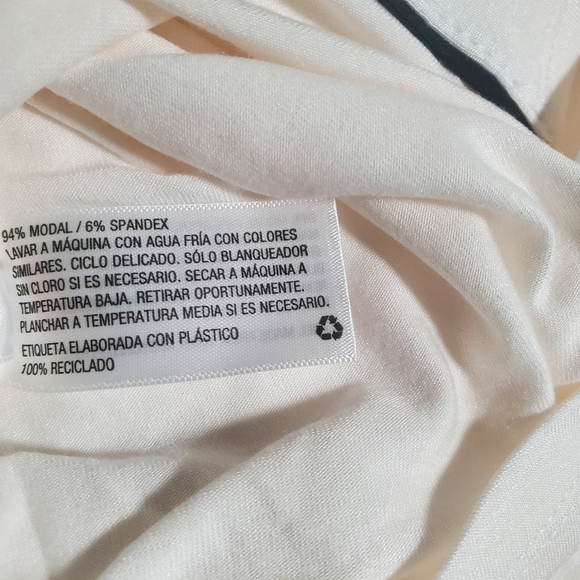 94% MODAL / 6% SPANDEX
LAVAR A MÁQUINA CON AGUA FRÍA CON COLORES
SIMILARES. CICLO DELICADO. SÓLO BLANQUEADOR
SIN CLORO SI ES NECESARIO. SECAR A MÁQUINA A
TEMPERATURA BAJA. RETIRAR OPORTUNAMENTE.
PLANCHAR A TEMPERATURA MEDIA SI ES NECESARIO.
ETIQUETA ELABORADA CON PLÁSTICO
100% RECICLADO